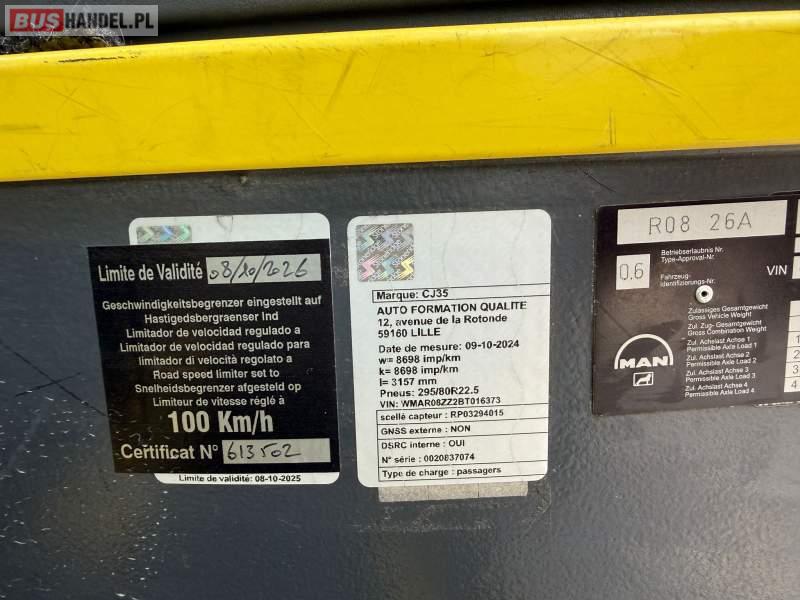 BUSHANDEL.PL
Limite de Validité 08/10/2026
Geschwindigkeitsbegrenzer eingestellt auf
Hastigedsbergraenser Ind
Limitador de velocidad regulado a
Limitador de velocidade regulado para
limitador di velocità regolato a
Road speed limiter set to
Snelheidsbegrenzer afgesteld op
Limiteur de vitesse réglé à
100 Km/h
Certificat N° 613502
Limite de validité: 08-10-2025
Marque: CJ35
AUTO FORMATION QUALITE
12, avenue de la Rotonde
59160 LILLE
Date de mesure: 09-10-2024
w= 8698 imp/km
k= 8698 imp/km
l= 3157 mm
Pneus: 295/80R22.5
VIN: WMAR08ZZ2BT016373
scellé capteur : RP03294015
GNSS externe : NON
DSRC interne : OUI
N° série : 0020837074
Type de charge : passagers
R08 26A
Betriebserlaubnis Nr.
Type-Approval-Nr.
0.6
Fahrzeug-
identifizierungs-Nr.
VIN
Zulässiges Gesamtgewicht
Gross Vehicle Weight
Zul. Zug- Gesamtgewicht
Gross Combination Weight
Zul. Achslast Achse 1
Permissible Axle Load 1
Zul. Achslast Achse 2
Permissible Axle Load 2
Zul. Achslast Achse 3
Permissible Axle Load 3
Zul. Achslast Achse 4
Permissible Axle Load 4
MAN